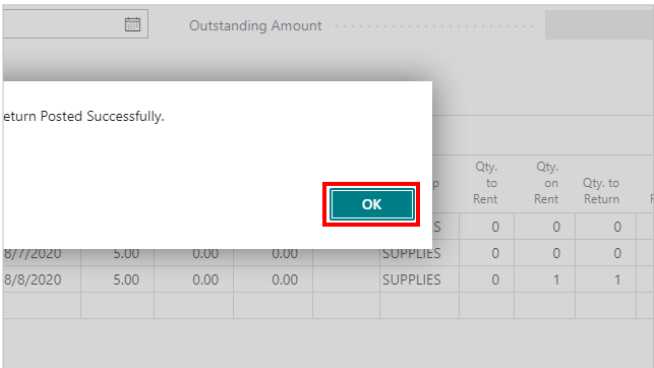 Outstanding Amount
eturn Posted Successfully.
OK
Qty. to Rent
Qty. on Rent
Qty. to Return
S 0 0 0
8/7/2020 5.00 0.00 0.00 SUPPLIES 0 0 0
8/8/2020 5.00 0.00 0.00 SUPPLIES 0 1 1